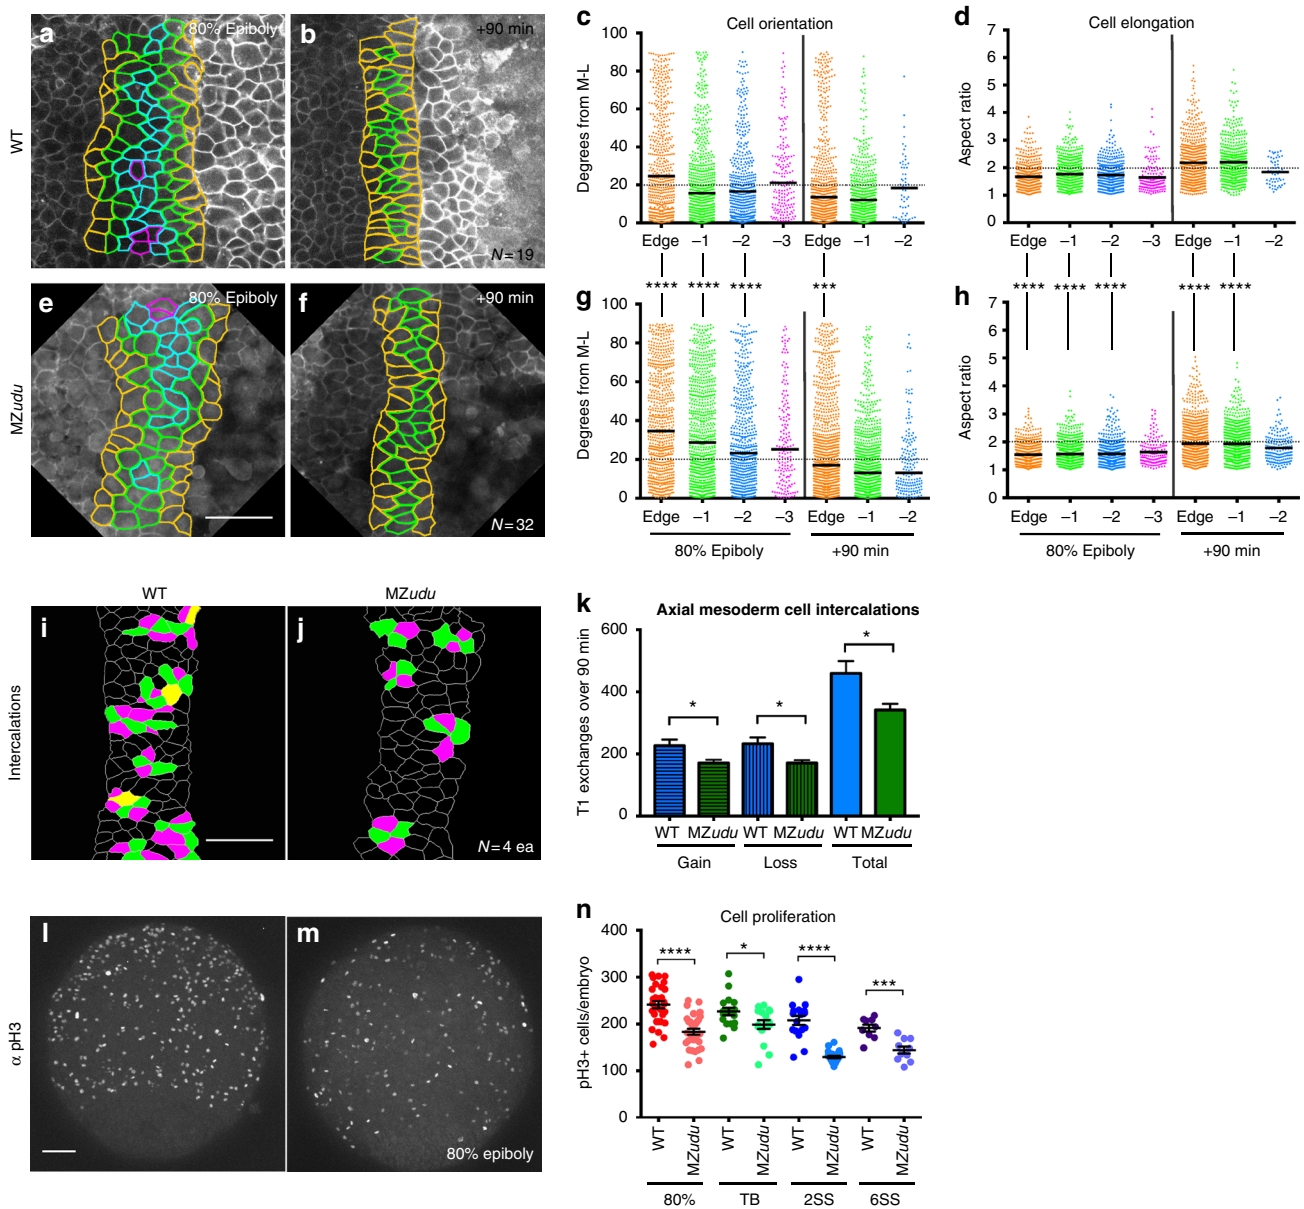 a
80% Epiboly
b
+90 min
WT
N=19
c
Cell orientation
Degrees from M-L
100
80
60
40
20
0
Edge
–1
–2
–3
Edge
–1
–2
d
Cell elongation
Aspect ratio
7
6
5
4
3
2
1
0
Edge
–1
–2
–3
Edge
–1
–2
e
80% Epiboly
f
+90 min
MZudu
N=32
g
****
****
****
***
Degrees from M-L
100
80
60
40
20
0
Edge
–1
–2
–3
Edge
–1
–2
80% Epiboly
+90 min
h
****
****
****
****
****
Aspect ratio
7
6
5
4
3
2
1
0
Edge
–1
–2
–3
Edge
–1
–2
80% Epiboly
+90 min
WT
MZudu
Intercalations
i
j
N=4 ea
k
Axial mesoderm cell intercalations
T1 exchanges over 90 min
600
400
200
0
*
*
*
WT MZudu
WT MZudu
WT MZudu
Gain
Loss
Total
α pH3
l
m
80% epiboly
n
Cell proliferation
pH3+ cells/embryo
400
300
200
100
0
****
*
****
***
WT
MZudu
WT
MZudu
WT
MZudu
WT
MZudu
80%
TB
2SS
6SS